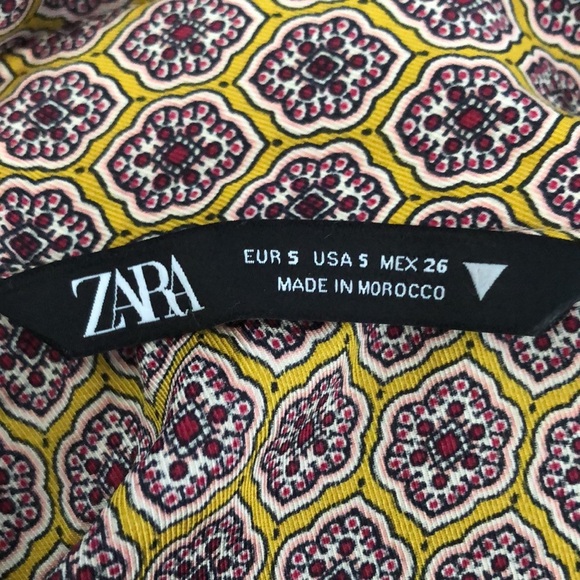 ZARA
EUR S USA S MEX 26
MADE IN MOROCCO